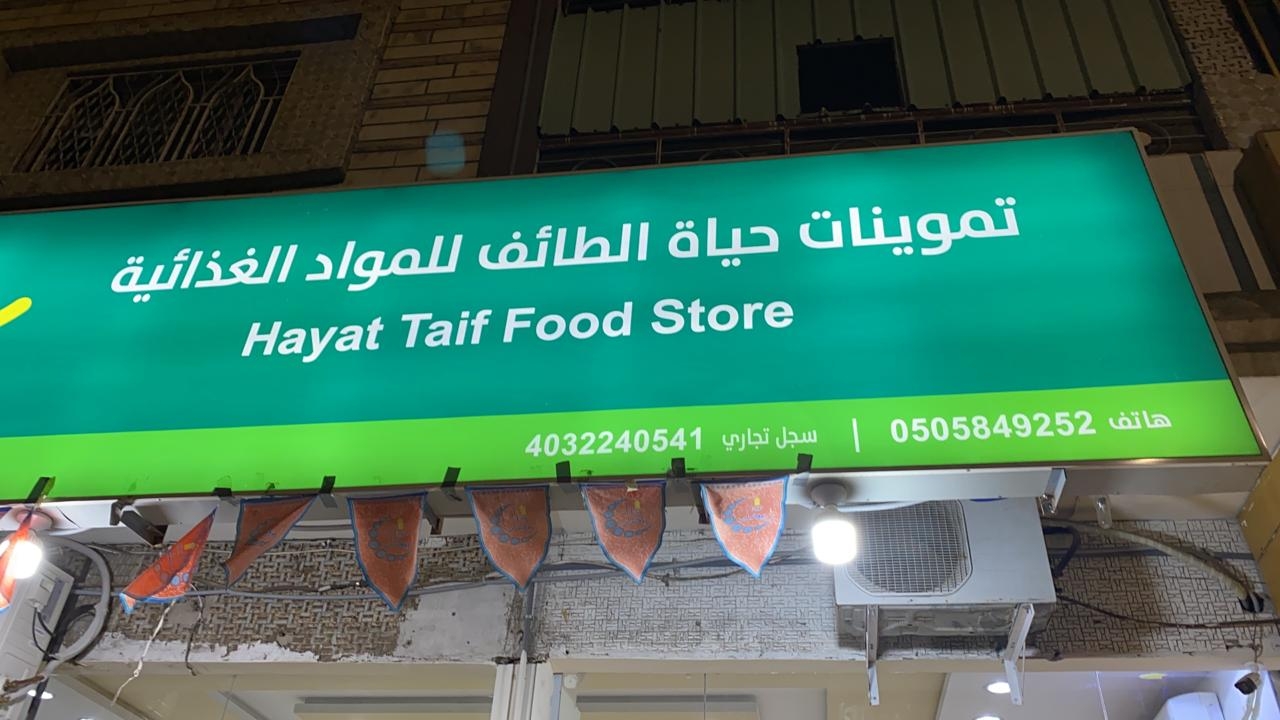 تموينات حياة الطائف للمواد الغذائية
Hayat Taif Food Store
هاتف 0505849252 | سجل تجاري 4032240541